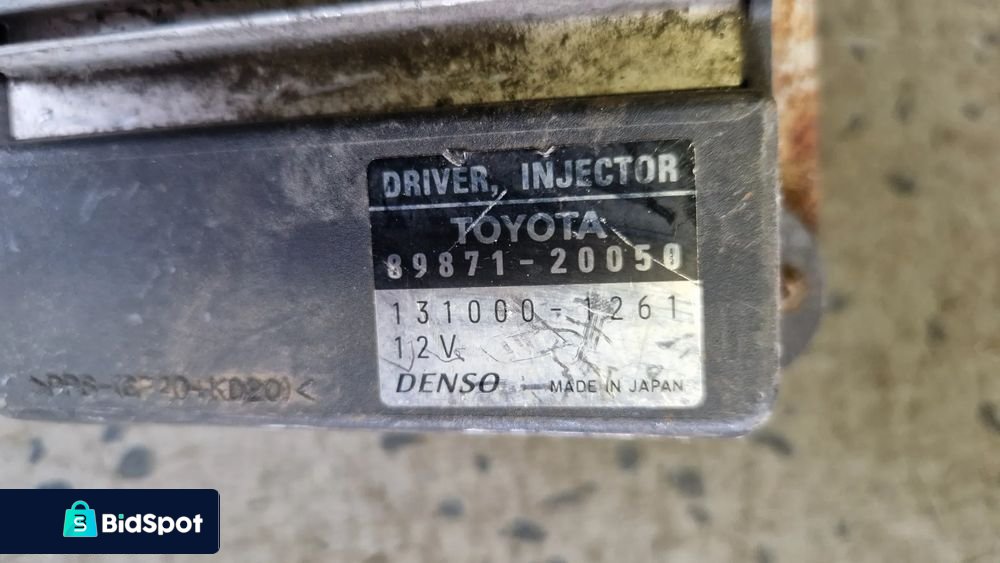 DRIVER, INJECTOR
TOYOTA
89871-20050
131000-1261
12V
DENSO MADE IN JAPAN
BidSpot